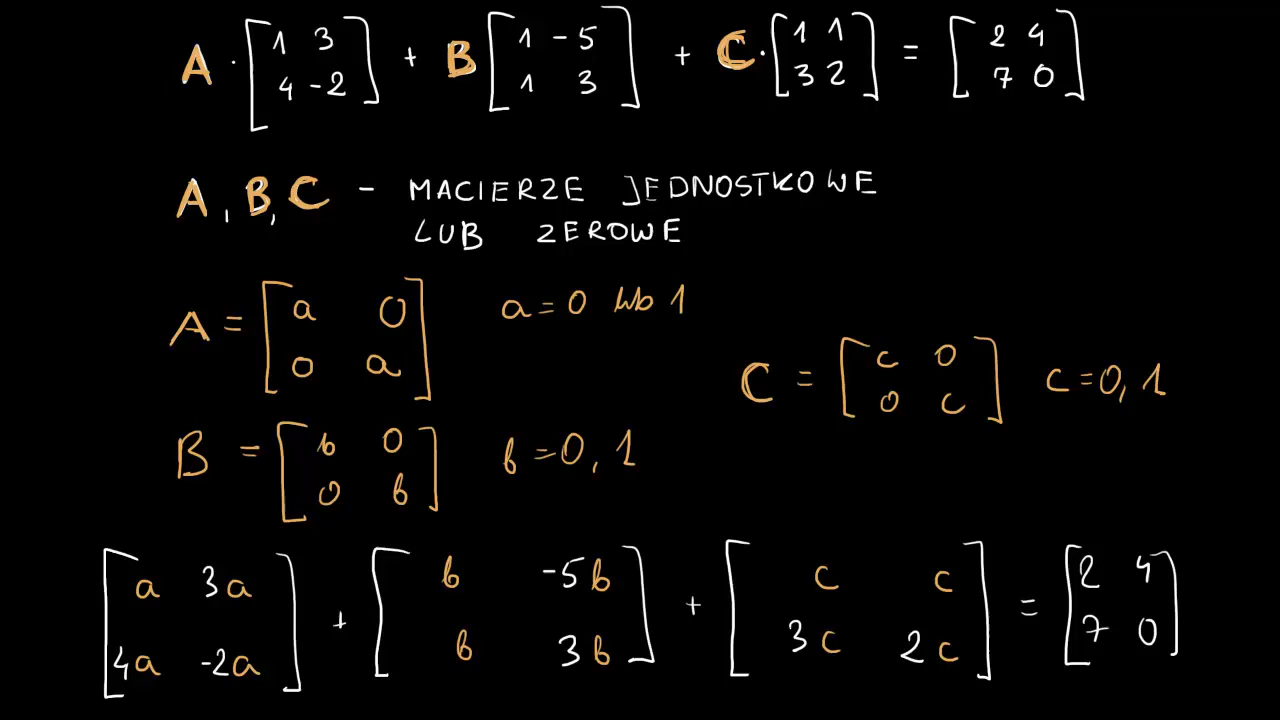 A · [1 3 4 -2] + B [1 -5 1 3] + C · [1 1 3 2] = [2 4 7 0]
A, B, C - MACIERZE JEDNOSTKOWE
LUB ZEROWE
A = [a 0 0 a] a = 0 lub 1
C = [c 0 0 c] c = 0, 1
B = [b 0 0 b] b = 0, 1
[a 3a 4a -2a] + [b -5b b 3b] + [c c 3c 2c] = [2 4 7 0]